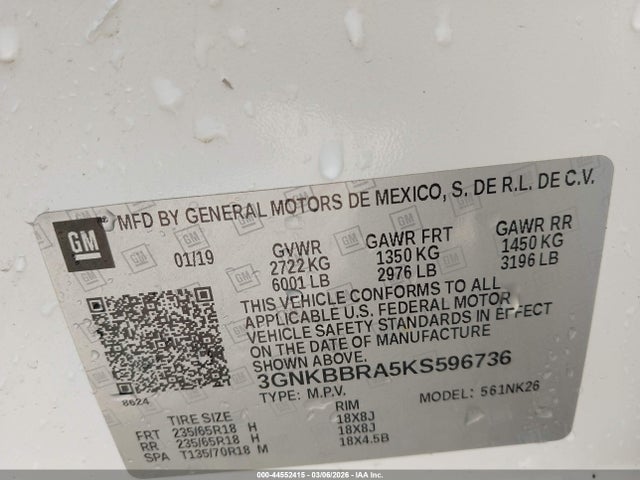 GM
MFD BY GENERAL MOTORS DE MEXICO, S. DE R.L. DE C.V.
01/19
GVWR GAWR FRT GAWR RR
2722 KG 1350 KG 1450 KG
6001 LB 2976 LB 3196 LB
THIS VEHICLE CONFORMS TO ALL
APPLICABLE U.S. FEDERAL MOTOR
VEHICLE SAFETY STANDARDS IN EFFECT
ON THE DATE OF MANUFACTURE
SHOWN ABOVE.
3GNKBBRA5KS596736
8624
TYPE: M.P.V. MODEL: 561NK26
TIRE SIZE RIM
FRT 235/65R18 H 18X8J
RR 235/65R18 H 18X8J
SPA T135/70R18 M 18X4.5B
000-44552415 - 03/06/2026 - IAAI.COM